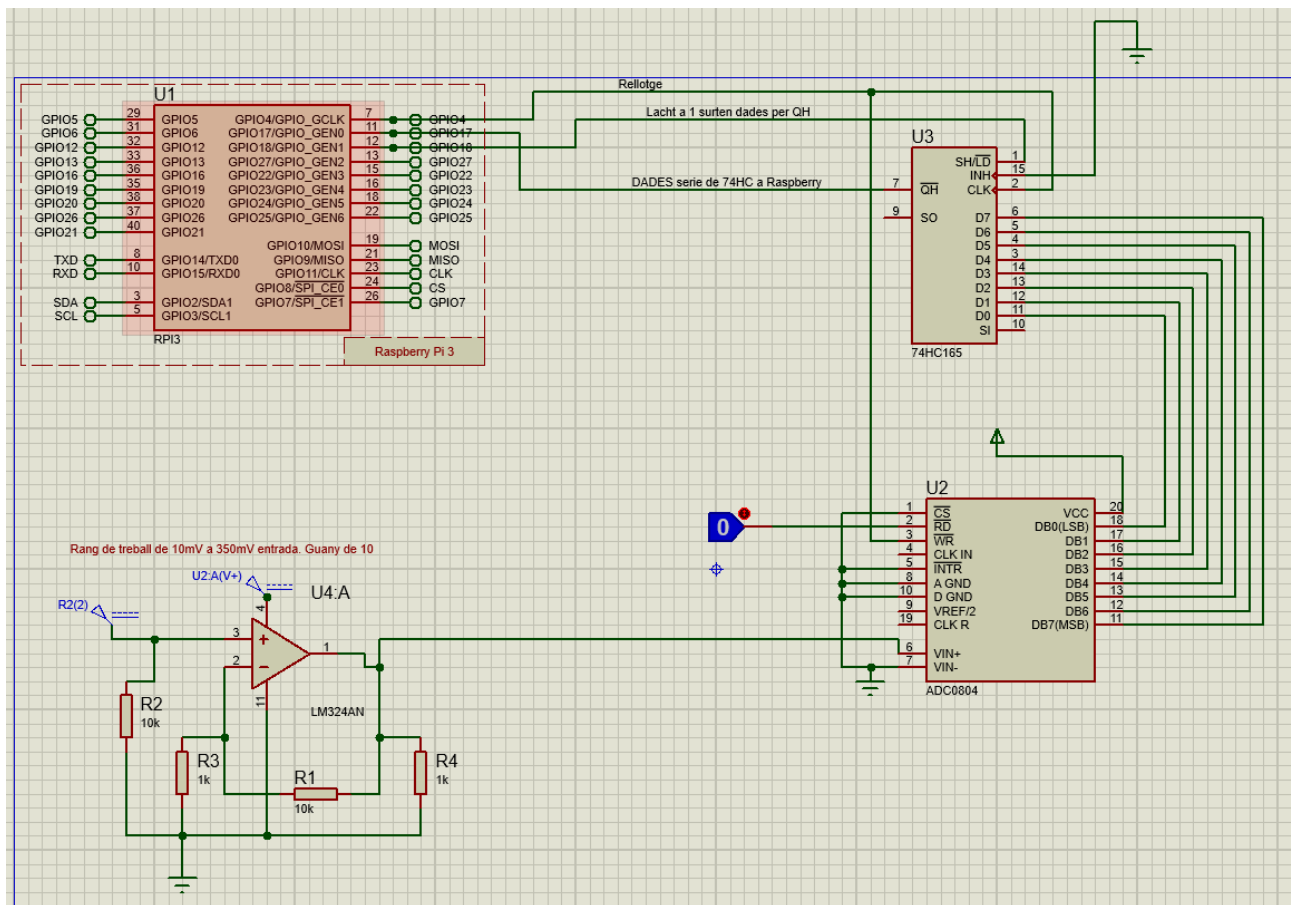 Rellotge
Lacht a 1 surten dades per QH
DADES serie de 74HC a Raspberry
U1
GPIO5 29 GPIO5 GPIO4/GPIO_GCLK 7 GPIO4
GPIO6 31 GPIO6 GPIO17/GPIO_GEN0 11 GPIO17
GPIO12 32 GPIO12 GPIO18/GPIO_GEN1 12 GPIO18
GPIO13 33 GPIO13 GPIO27/GPIO_GEN2 13 GPIO27
GPIO16 36 GPIO16 GPIO22/GPIO_GEN3 15 GPIO22
GPIO19 35 GPIO19 GPIO23/GPIO_GEN4 16 GPIO23
GPIO20 38 GPIO20 GPIO24/GPIO_GEN5 18 GPIO24
GPIO26 37 GPIO26 GPIO25/GPIO_GEN6 22 GPIO25
GPIO21 40 GPIO21
GPIO10/MOSI 19 MOSI
TXD 8 GPIO14/TXD0 GPIO9/MISO 21 MISO
RXD 10 GPIO15/RXD0 GPIO11/CLK 23 CLK
GPIO8/SPI_CE0 24 CS
SDA 3 GPIO2/SDA1 GPIO7/SPI_CE1 26 GPIO7
SCL 5 GPIO3/SCL1
RPI3
Raspberry Pi 3
U3
SH/LD 1
INH 15
7 QH CLK 2
9 SO D7 6
D6 5
D5 4
D4 3
D3 14
D2 13
D1 12
D0 11
SI 10
74HC165
U2
1 CS VCC 20
2 RD DB0(LSB) 18
3 WR DB1 17
4 CLK IN DB2 16
5 INTR DB3 15
8 A GND DB4 14
10 D GND DB5 13
9 VREF/2 DB6 12
19 CLK R DB7(MSB) 11
6 VIN+
7 VIN-
ADC0804
0
Rang de treball de 10mV a 350mV entrada. Guany de 10
U2:A(V+)
R2(2)
U4:A
4
3 +
2 −
1
11
LM324AN
R2
10k
R3
1k
R1
10k
R4
1k